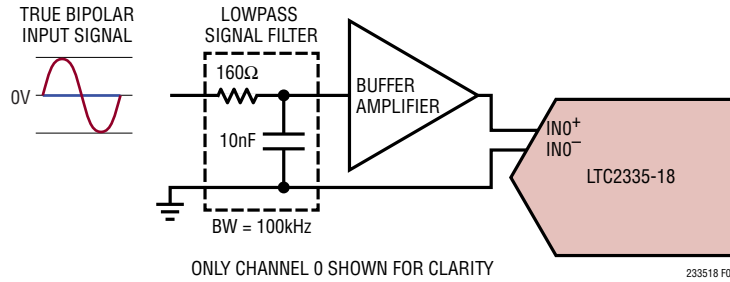 TRUE BIPOLAR
INPUT SIGNAL
0V
LOWPASS
SIGNAL FILTER
160Ω
10nF
BW = 100kHz
BUFFER
AMPLIFIER
IN0+
IN0–
LTC2335-18
ONLY CHANNEL 0 SHOWN FOR CLARITY
233518 F0